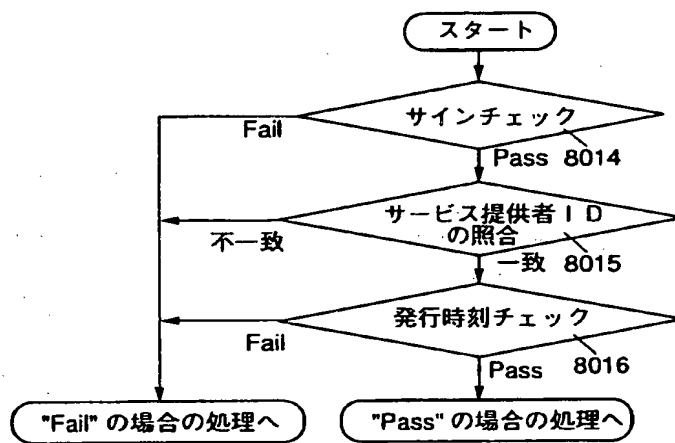 スタート
サインチェック
Fail
Pass 8014
サービス提供者ID
の照合
不一致
一致 8015
発行時刻チェック
Fail
8016
Pass
"Fail" の場合の処理へ
"Pass" の場合の処理へ